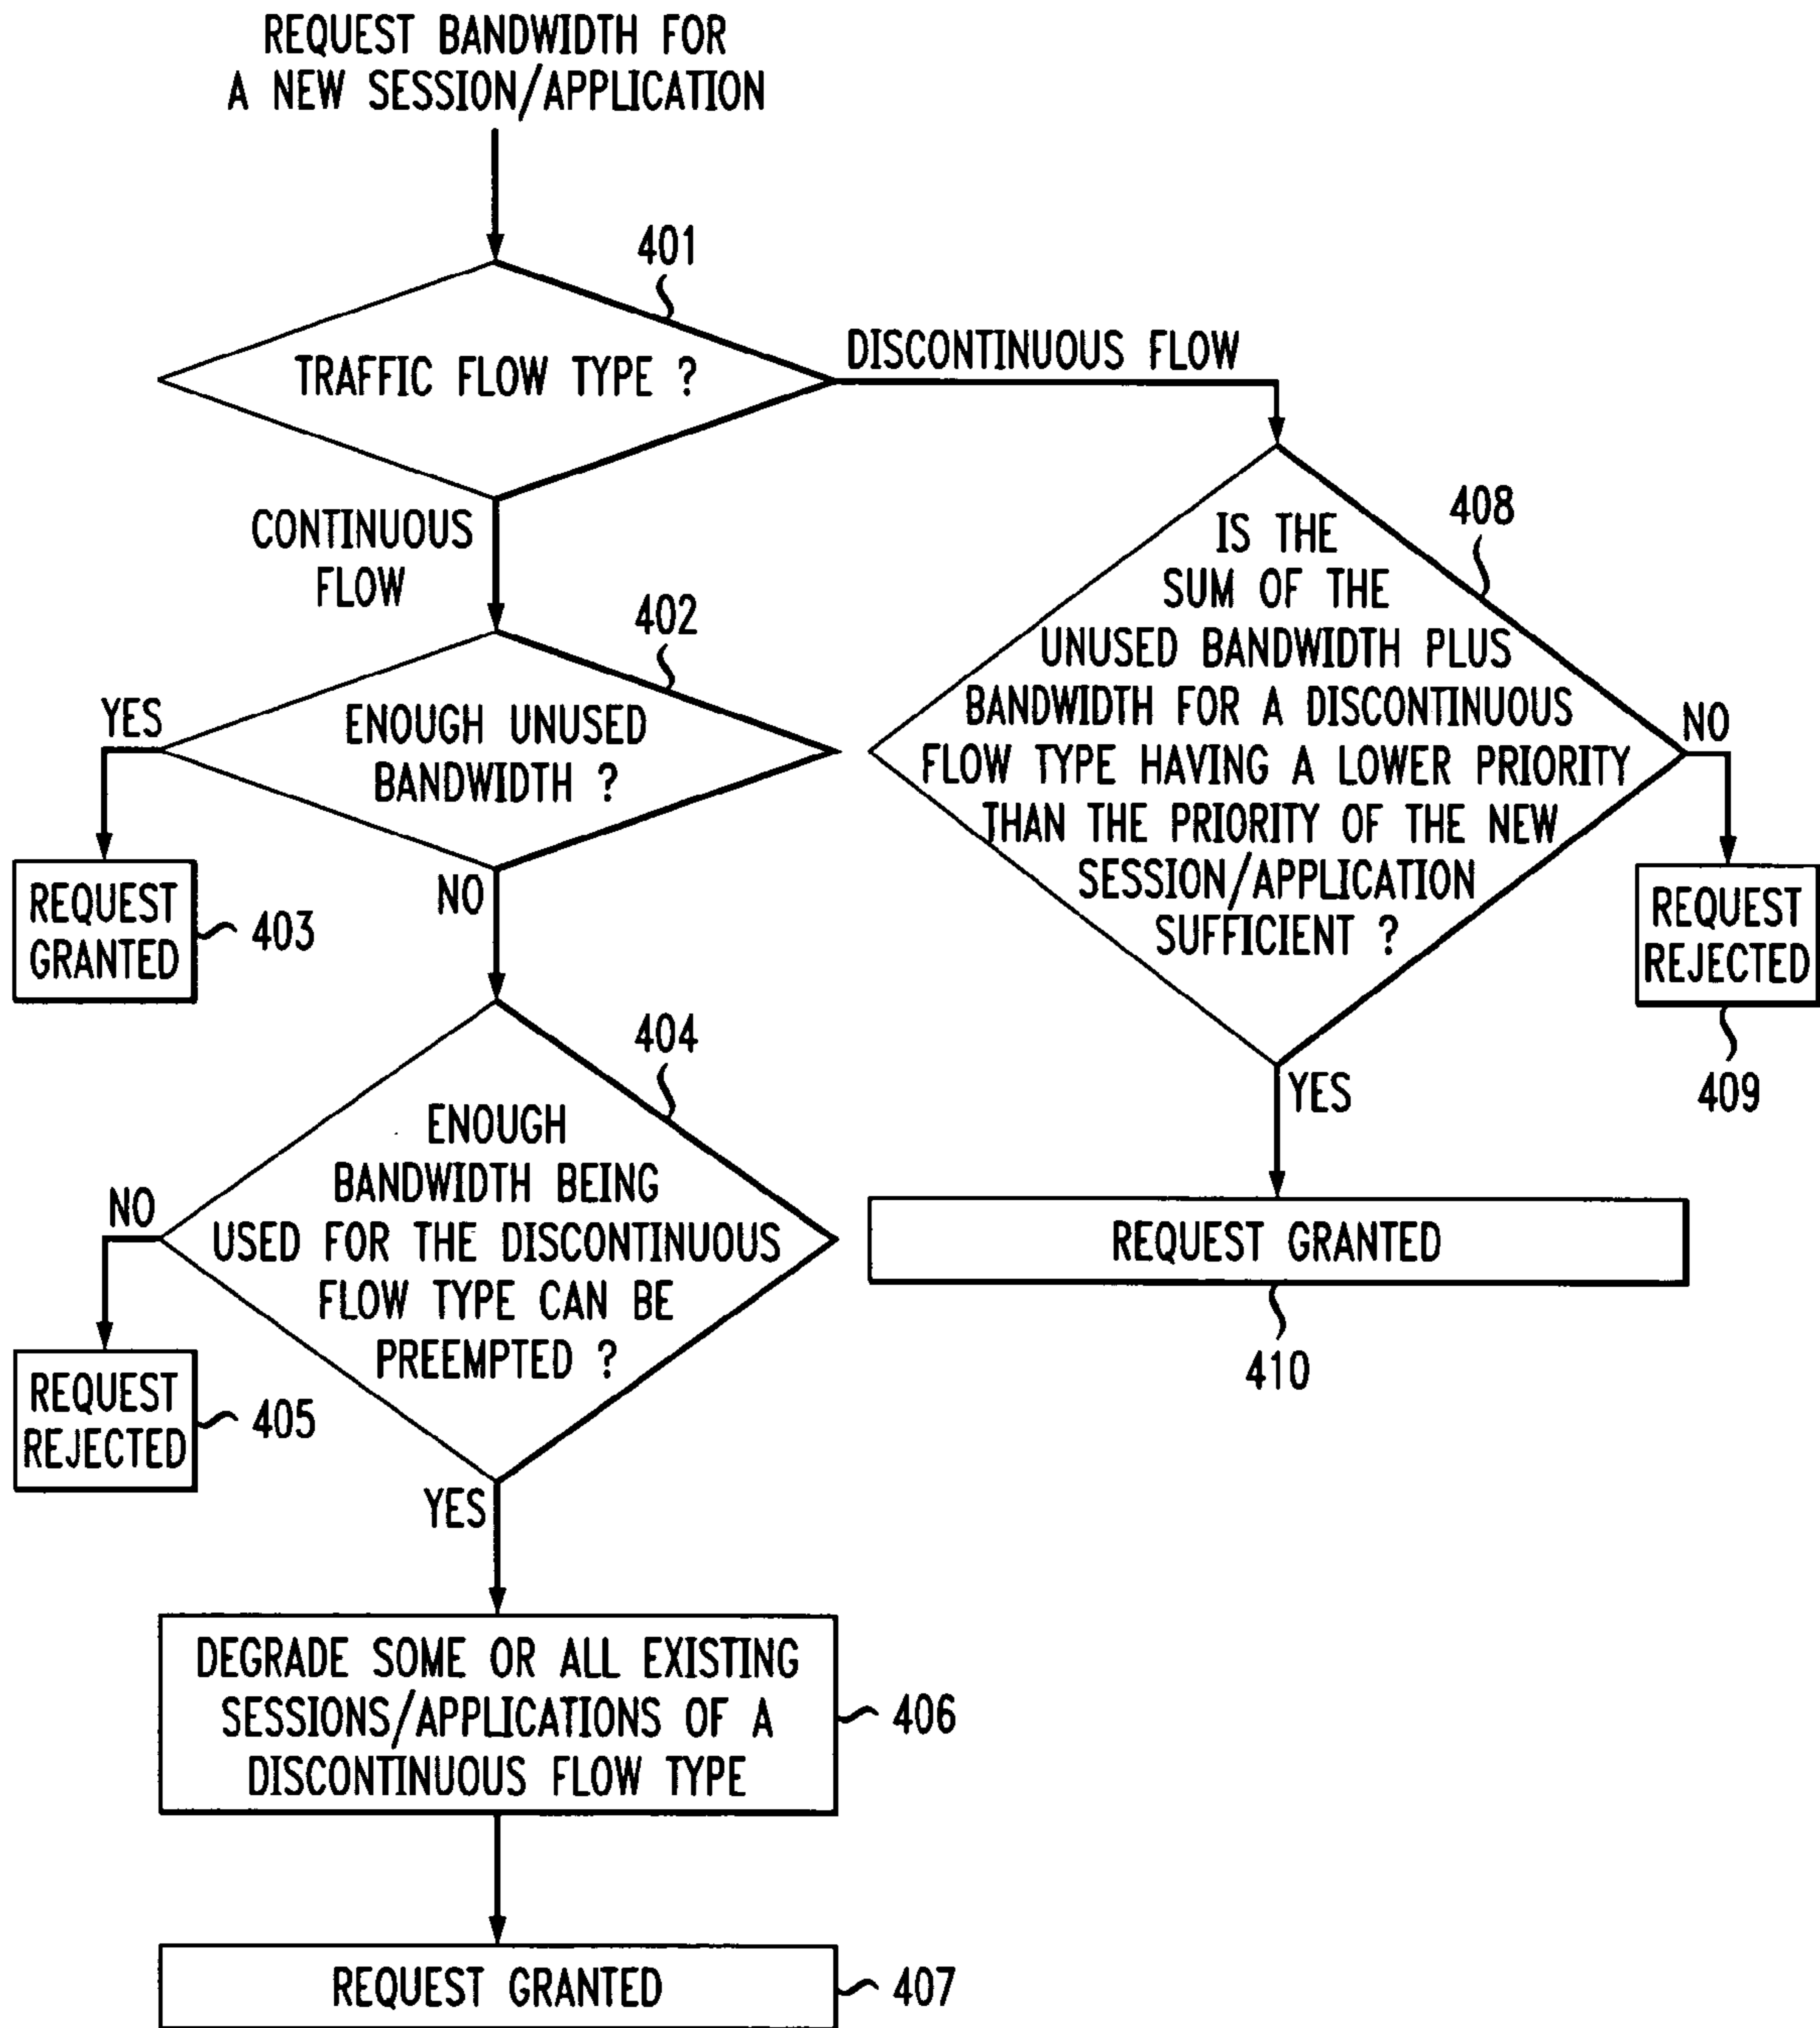 REQUEST BANDWIDTH FOR
A NEW SESSION/APPLICATION
401
TRAFFIC FLOW TYPE ?
DISCONTINUOUS FLOW
CONTINUOUS
FLOW
402
ENOUGH UNUSED
BANDWIDTH ?
YES
REQUEST
GRANTED
403
NO
404
ENOUGH
BANDWIDTH BEING
USED FOR THE DISCONTINUOUS
FLOW TYPE CAN BE
PREEMPTED ?
NO
REQUEST
REJECTED
405
YES
DEGRADE SOME OR ALL EXISTING
SESSIONS/APPLICATIONS OF A
DISCONTINUOUS FLOW TYPE
406
REQUEST GRANTED
407
408
IS THE
SUM OF THE
UNUSED BANDWIDTH PLUS
BANDWIDTH FOR A DISCONTINUOUS
FLOW TYPE HAVING A LOWER PRIORITY
THAN THE PRIORITY OF THE NEW
SESSION/APPLICATION
SUFFICIENT ?
NO
REQUEST
REJECTED
409
YES
REQUEST GRANTED
410